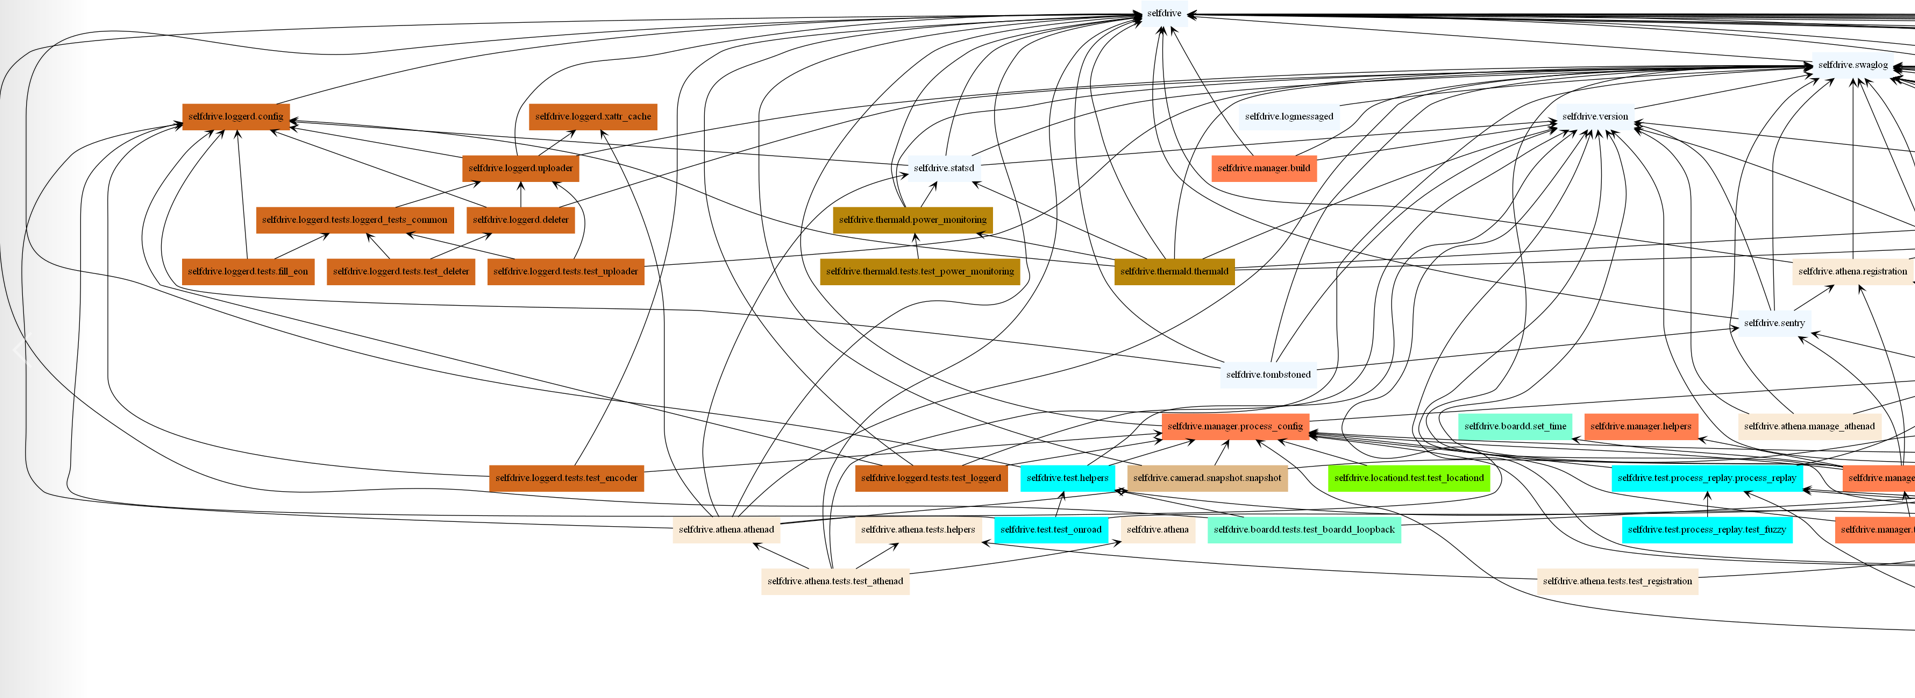 selfdrive
selfdrive.swaglog
selfdrive.loggerd.config
selfdrive.loggerd.xattr_cache
selfdrive.logmessaged
selfdrive.version
selfdrive.loggerd.uploader
selfdrive.statsd
selfdrive.manager.build
selfdrive.loggerd.tests.loggerd_tests_common
selfdrive.loggerd.deleter
selfdrive.thermald.power_monitoring
selfdrive.loggerd.tests.fill_eon
selfdrive.loggerd.tests.test_deleter
selfdrive.loggerd.tests.test_uploader
selfdrive.thermald.tests.test_power_monitoring
selfdrive.thermald.thermald
selfdrive.athena.registration
selfdrive.sentry
selfdrive.tombstoned
selfdrive.manager.process_config
selfdrive.boardd.set_time
selfdrive.manager.helpers
selfdrive.athena.manage_athenad
selfdrive.loggerd.tests.test_encoder
selfdrive.loggerd.tests.test_loggerd
selfdrive.test.helpers
selfdrive.camerad.snapshot.snapshot
selfdrive.locationd.test.test_locationd
selfdrive.test.process_replay.process_replay
selfdrive.manage
selfdrive.athena.athenad
selfdrive.athena.tests.helpers
selfdrive.test.test_onroad
selfdrive.athena
selfdrive.boardd.tests.test_boardd_loopback
selfdrive.test.process_replay.test_fuzzy
selfdrive.manager.
selfdrive.athena.tests.test_athenad
selfdrive.athena.tests.test_registration